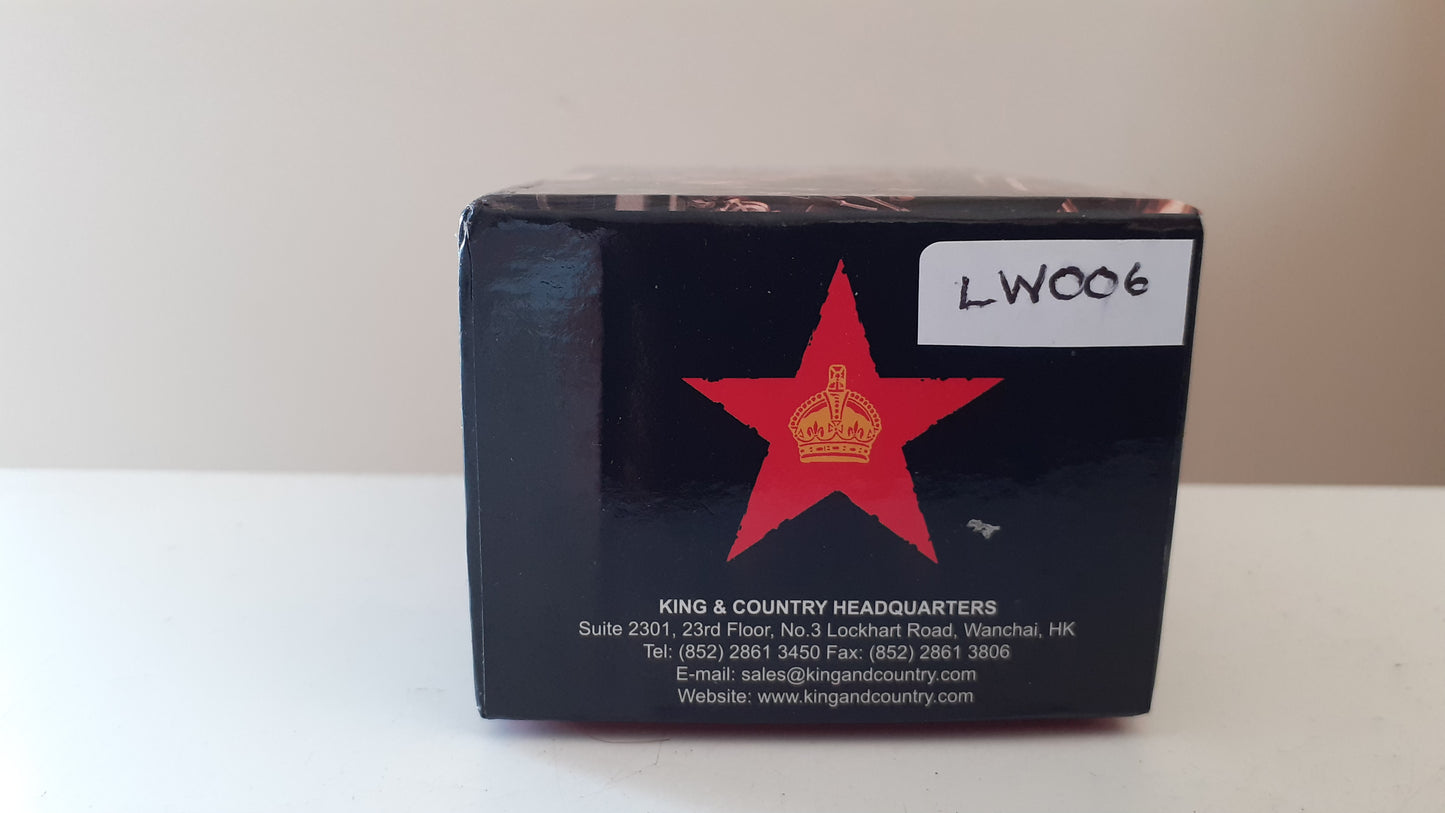 LW006
KING & COUNTRY HEADQUARTERS
Suite 2301, 23rd Floor, No.3 Lockhart Road, Wanchai, HK
Tel: (852) 2861 3450 Fax: (852) 2861 3806
E-mail: sales@kingandcountry.com
Website: www.kingandcountry.com